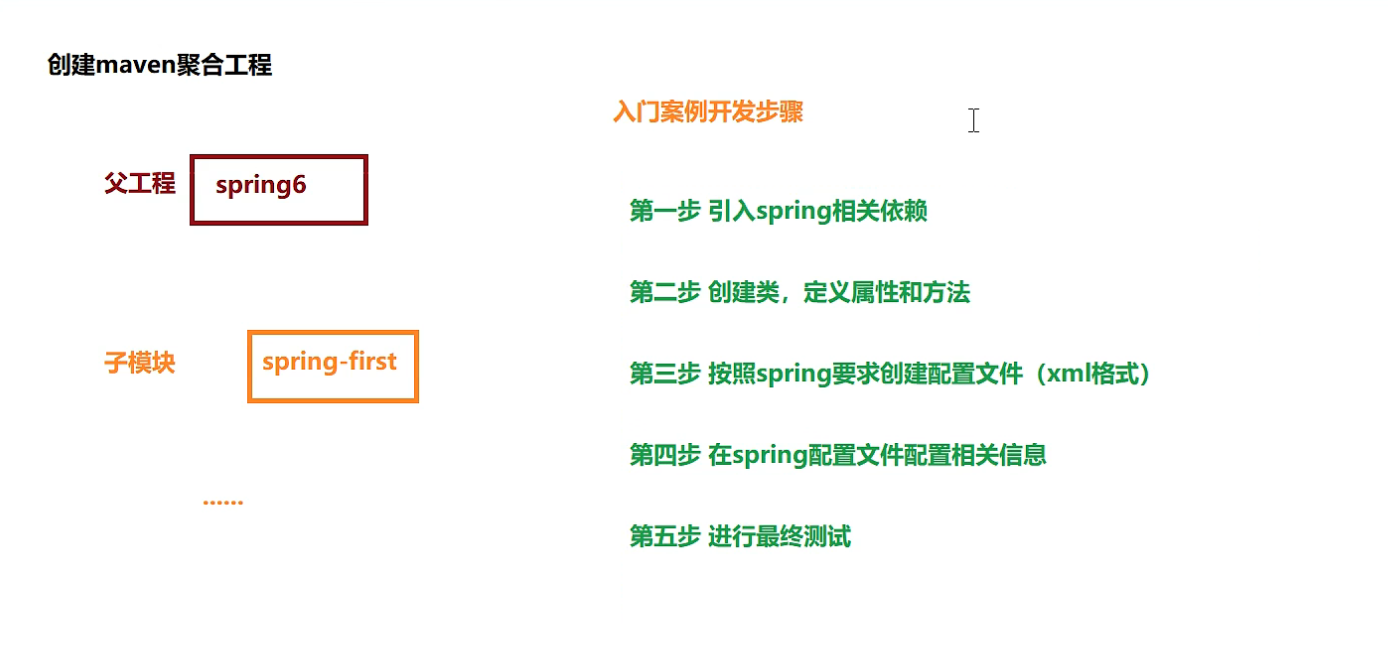 创建maven聚合工程
父工程 spring6
子模块 spring-first
......
入门案例开发步骤
第一步 引入spring相关依赖
第二步 创建类，定义属性和方法
第三步 按照spring要求创建配置文件（xml格式）
第四步 在spring配置文件配置相关信息
第五步 进行最终测试